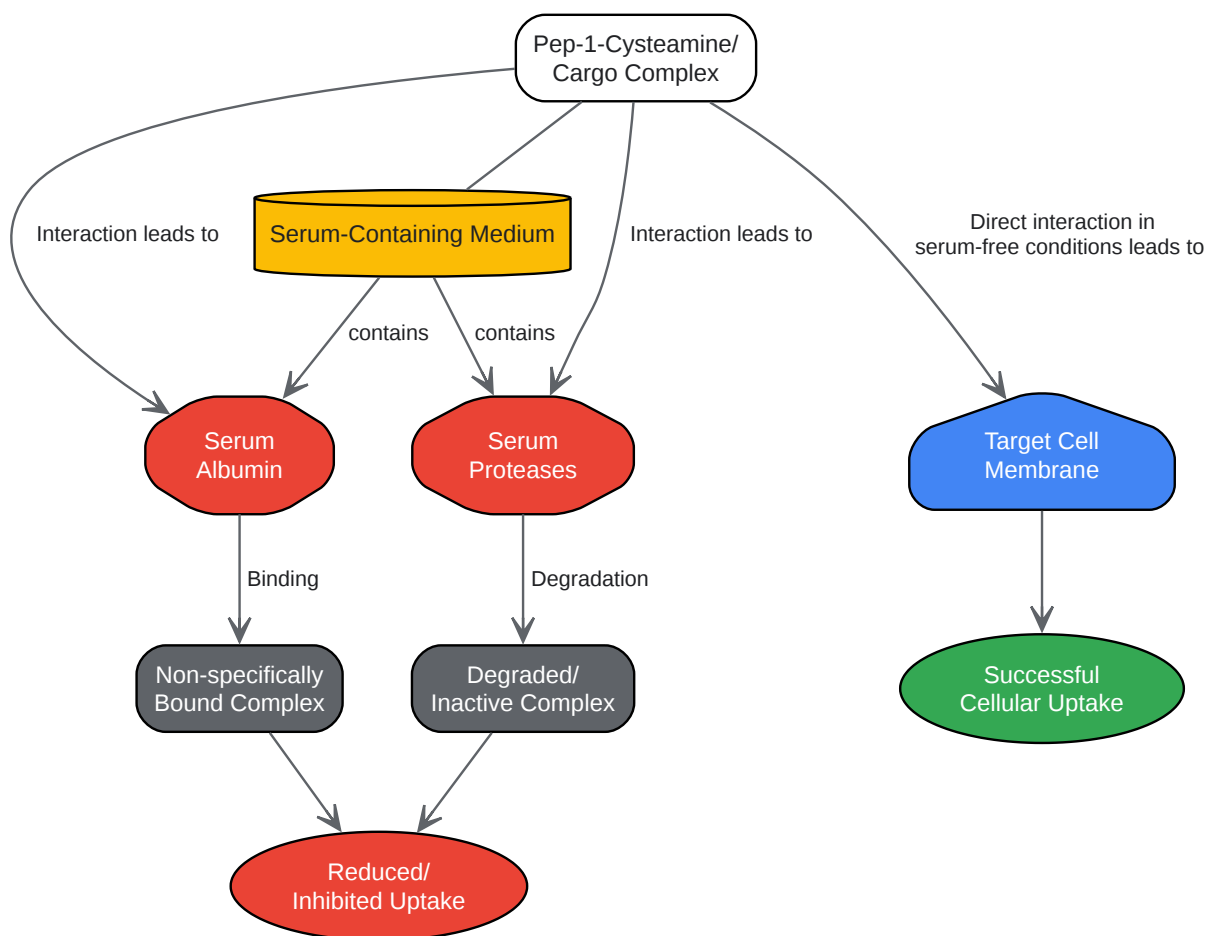 Pep-1-Cysteamine/
Cargo Complex
Interaction leads to
Serum-Containing Medium
Interaction leads to
Direct interaction in
serum-free conditions leads to
contains
contains
Serum
Albumin
Serum
Proteases
Target Cell
Membrane
Binding
Degradation
Non-specifically
Bound Complex
Degraded/
Inactive Complex
Successful
Cellular Uptake
Reduced/
Inhibited Uptake